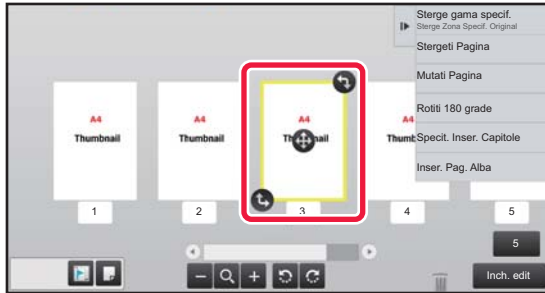 Sterge gama specif.
Sterge Zona Specif. Original
Stergeti Pagina
Mutati Pagina
Rotiti 180 grade
Specit. Inser. Capitole
Inser. Pag. Alba
A4
Thumbnail
A4
Thumbnail
A4
Thumbnail
A4
1
2
3
4
5
5
Inch. edit